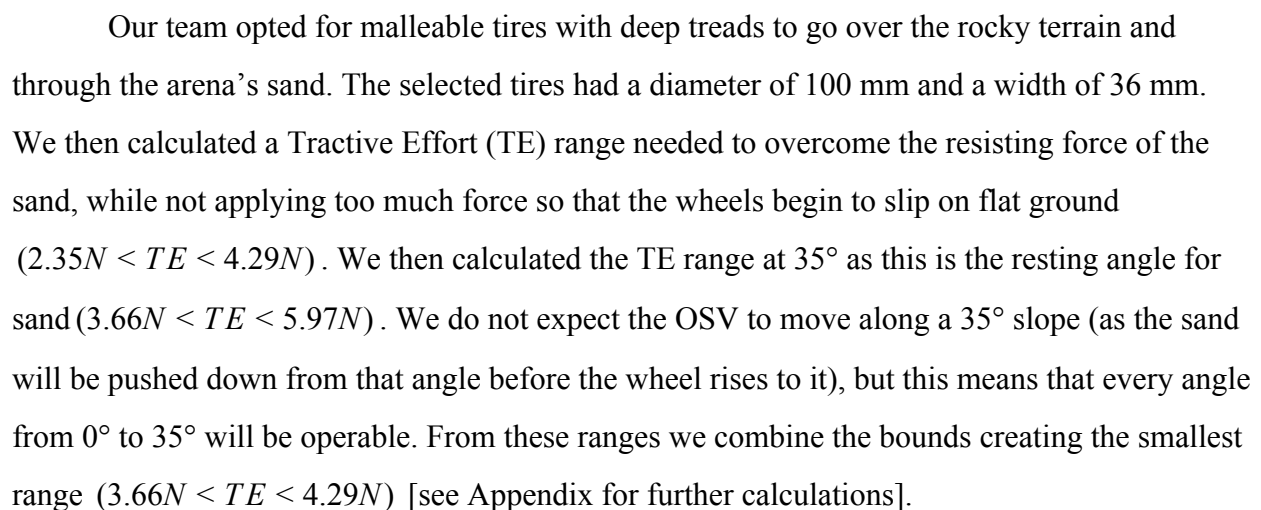 Our team opted for malleable tires with deep treads to go over the rocky terrain and
through the arena’s sand. The selected tires had a diameter of 100 mm and a width of 36 mm.
We then calculated a Tractive Effort (TE) range needed to overcome the resisting force of the
sand, while not applying too much force so that the wheels begin to slip on flat ground
(2.35N < TE < 4.29N). We then calculated the TE range at 35° as this is the resting angle for
sand (3.66N < TE < 5.97N). We do not expect the OSV to move along a 35° slope (as the sand
will be pushed down from that angle before the wheel rises to it), but this means that every angle
from 0° to 35° will be operable. From these ranges we combine the bounds creating the smallest
range (3.66N < TE < 4.29N) [see Appendix for further calculations].